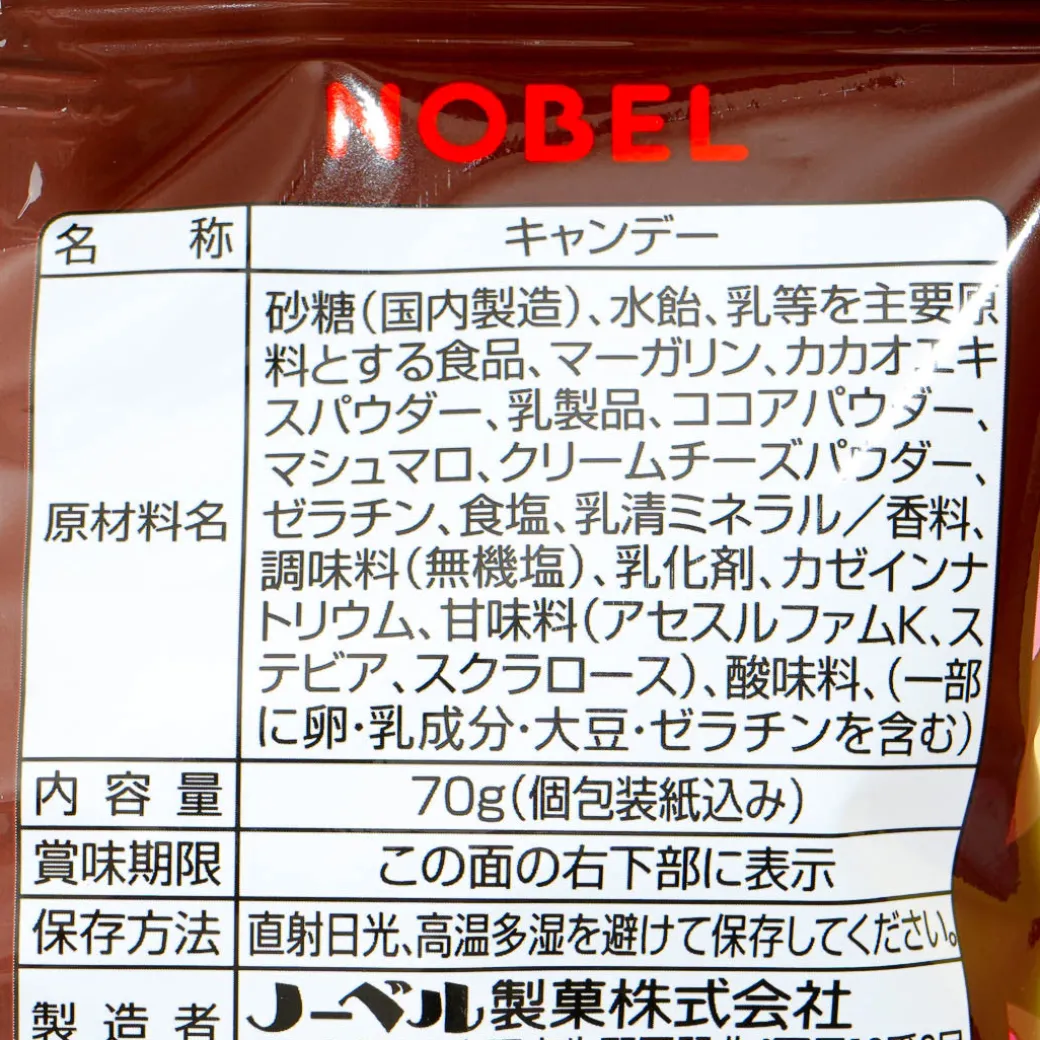 NOBEL
名称 キャンデー
砂糖(国内製造)、水飴、乳等を主要原
料とする食品、マーガリン、カカオエキ
スパウダー、乳製品、ココアパウダー、
マシュマロ、クリームチーズパウダー、
原材料名 ゼラチン、食塩、乳清ミネラル/香料、
調味料(無機塩)、乳化剤、カゼインナ
トリウム、甘味料(アセスルファムK、ス
テビア、スクラロース)、酸味料、(一部
に卵・乳成分・大豆・ゼラチンを含む)
内容量 70g(個包装紙込み)
賞味期限 この面の右下部に表示
保存方法 直射日光、高温多湿を避けて保存してください。
製造者 ノーベル製菓株式会社